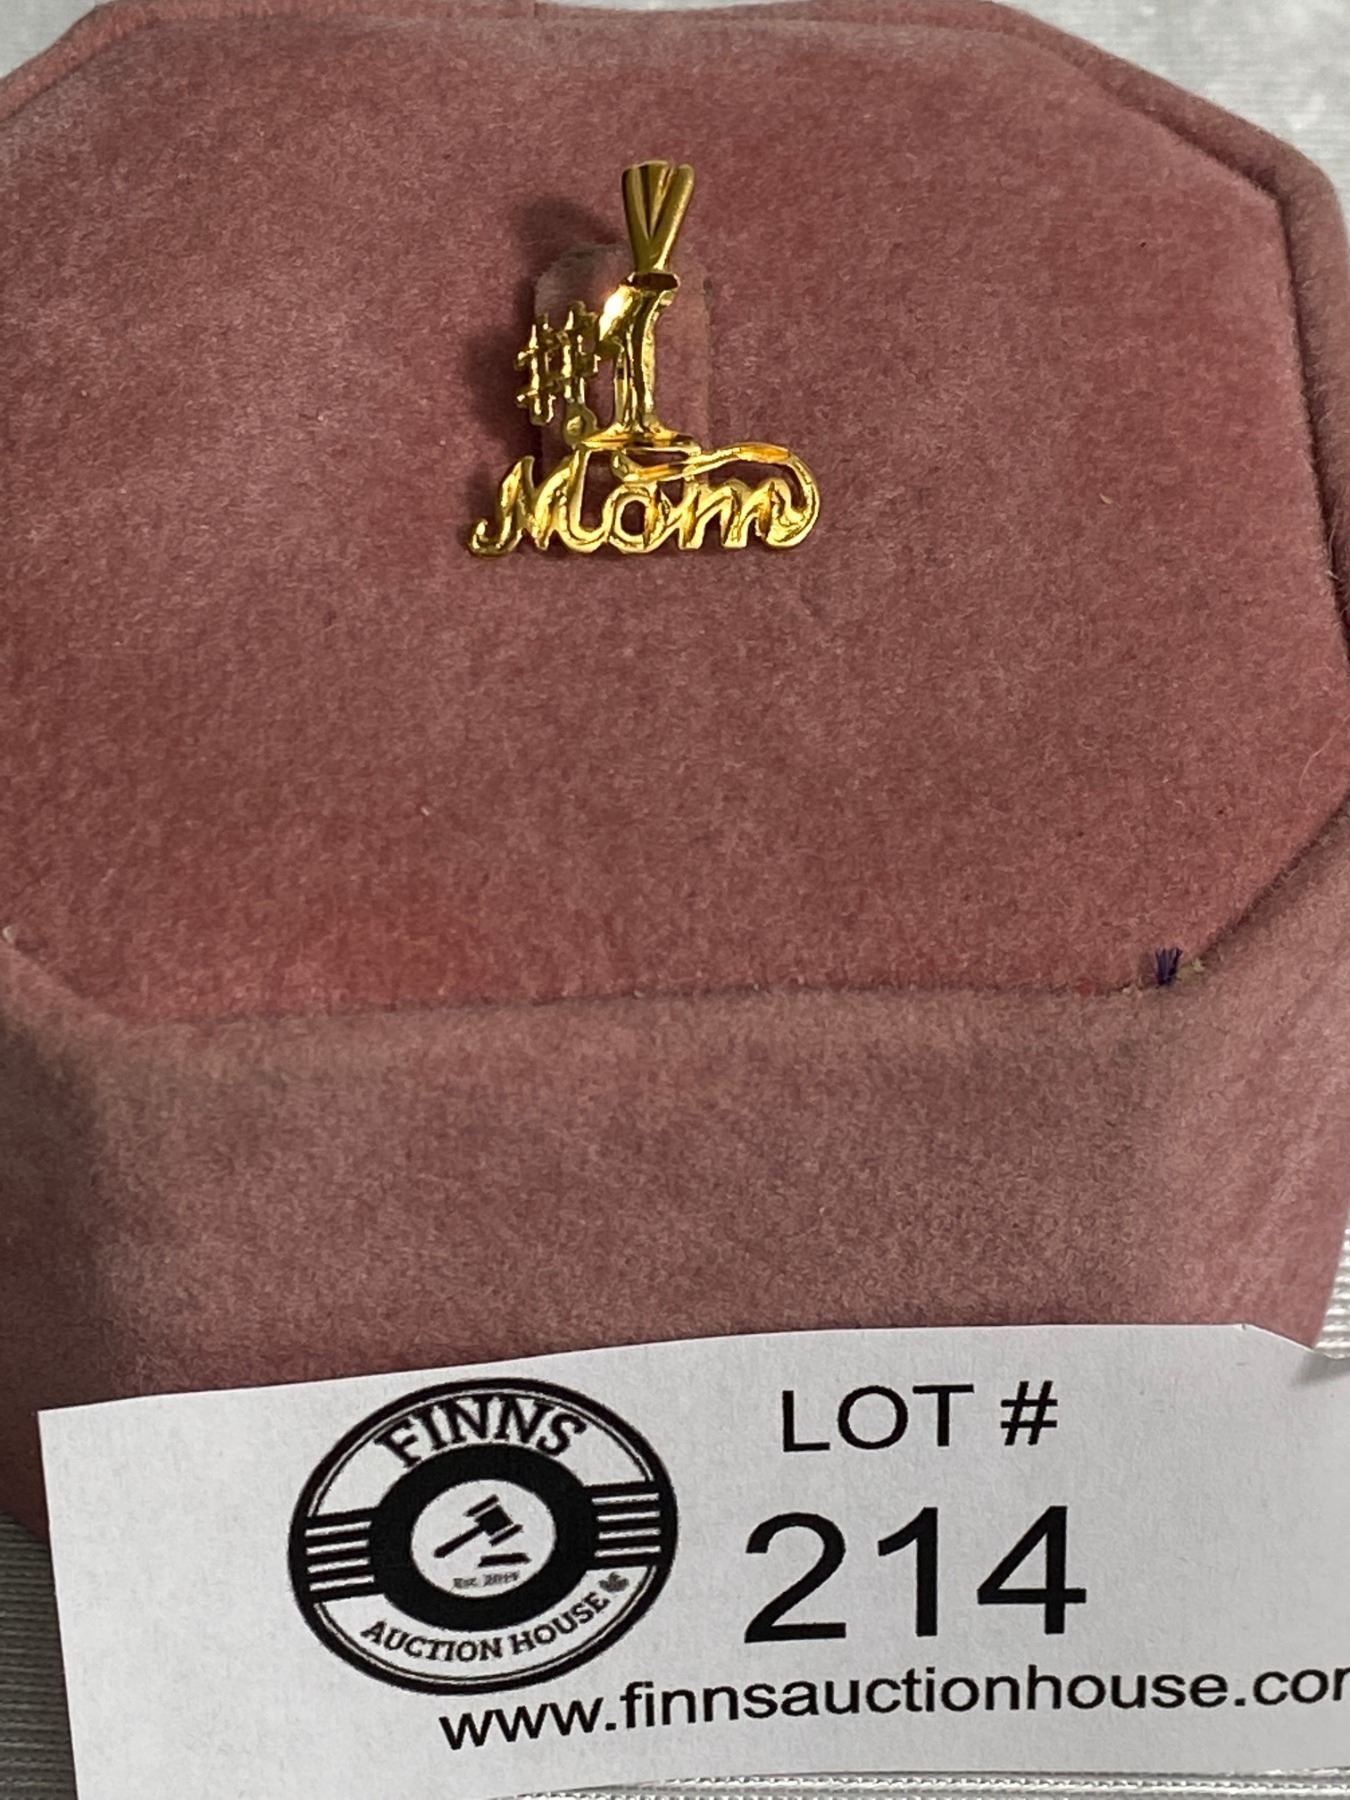 #1
Mom
FINNS
Est. 2019
AUCTION HOUSE
LOT #
214
www.finnsauctionhouse.co